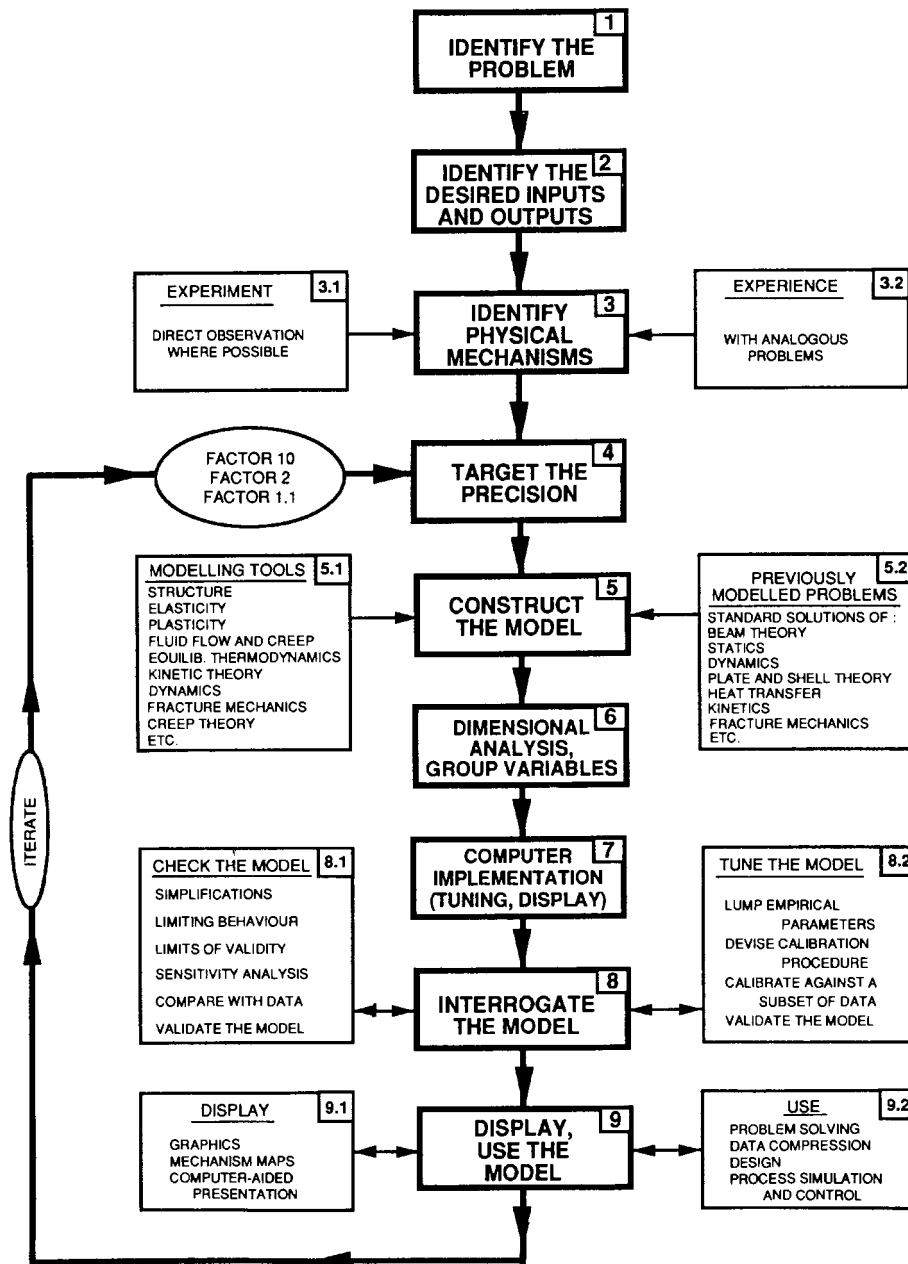 1
IDENTIFY THE
PROBLEM
2
IDENTIFY THE
DESIRED INPUTS
AND OUTPUTS
3.1
EXPERIMENT
DIRECT OBSERVATION
WHERE POSSIBLE
3
IDENTIFY
PHYSICAL
MECHANISMS
3.2
EXPERIENCE
WITH ANALOGOUS
PROBLEMS
FACTOR 10
FACTOR 2
FACTOR 1.1
4
TARGET THE
PRECISION
5.1
MODELLING TOOLS
STRUCTURE
ELASTICITY
PLASTICITY
FLUID FLOW AND CREEP
EQUILIB. THERMODYNAMICS
KINETIC THEORY
DYNAMICS
FRACTURE MECHANICS
CREEP THEORY
ETC.
5
CONSTRUCT
THE MODEL
5.2
PREVIOUSLY
MODELLED PROBLEMS
STANDARD SOLUTIONS OF :
BEAM THEORY
STATICS
DYNAMICS
PLATE AND SHELL THEORY
HEAT TRANSFER
KINETICS
FRACTURE MECHANICS
ETC.
6
DIMENSIONAL
ANALYSIS,
GROUP VARIABLES
ITERATE
7
COMPUTER
IMPLEMENTATION
(TUNING, DISPLAY)
8.1
CHECK THE MODEL
SIMPLIFICATIONS
LIMITING BEHAVIOUR
LIMITS OF VALIDITY
SENSITIVITY ANALYSIS
COMPARE WITH DATA
VALIDATE THE MODEL
8
INTERROGATE
THE MODEL
8.2
TUNE THE MODEL
LUMP EMPIRICAL
PARAMETERS
DEVISE CALIBRATION
PROCEDURE
CALIBRATE AGAINST A
SUBSET OF DATA
VALIDATE THE MODEL
9.1
DISPLAY
GRAPHICS
MECHANISM MAPS
COMPUTER-AIDED
PRESENTATION
9
DISPLAY,
USE THE
MODEL
9.2
USE
PROBLEM SOLVING
DATA COMPRESSION
DESIGN
PROCESS SIMULATION
AND CONTROL